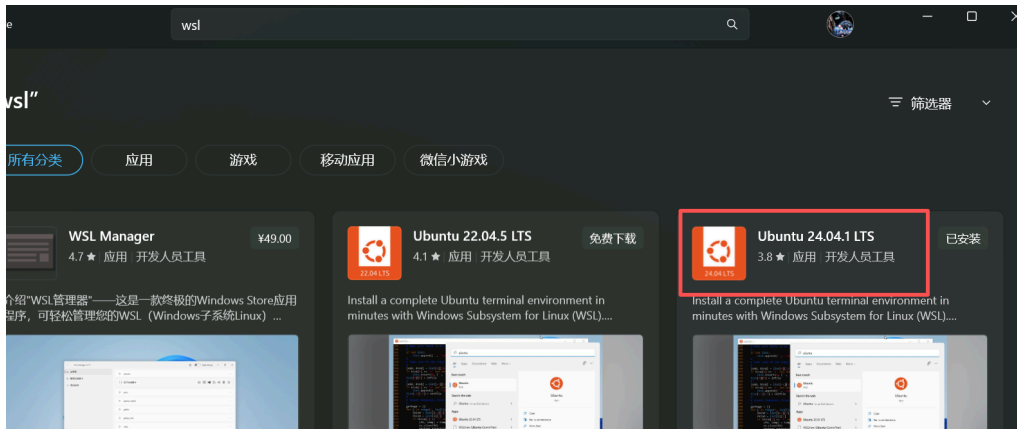 wsl
wsl”
筛选器
所有分类
应用
游戏
移动应用
微信小游戏
WSL Manager
¥49.00
4.7 ★ 应用 开发人员工具
介绍"WSL管理器"——这是一款终极的Windows Store应用
程序，可轻松管理您的WSL（Windows子系统Linux）...
22.04 LTS
Ubuntu 22.04.5 LTS
免费下载
4.1 ★ 应用 开发人员工具
Install a complete Ubuntu terminal environment in
minutes with Windows Subsystem for Linux (WSL)....
24.04 LTS
Ubuntu 24.04.1 LTS
已安装
3.8 ★ 应用 开发人员工具
Install a complete Ubuntu terminal environment in
minutes with Windows Subsystem for Linux (WSL)....
Ubuntu
Ubuntu